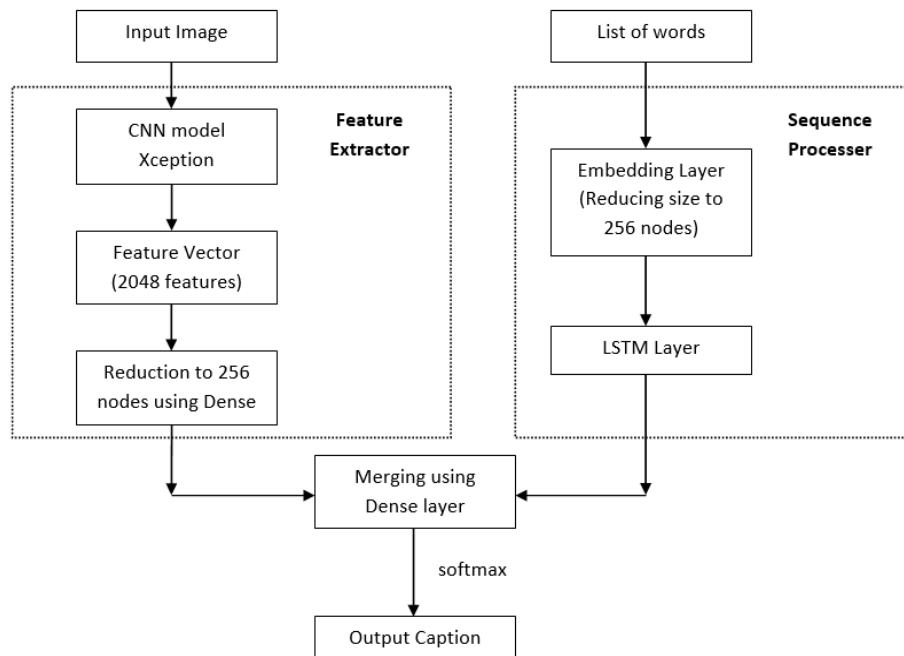 Input Image
List of words
CNN model
Xception
Feature
Extractor
Feature Vector
(2048 features)
Reduction to 256
nodes using Dense
Sequence
Processer
Embedding Layer
(Reducing size to
256 nodes)
LSTM Layer
Merging using
Dense layer
softmax
Output Caption